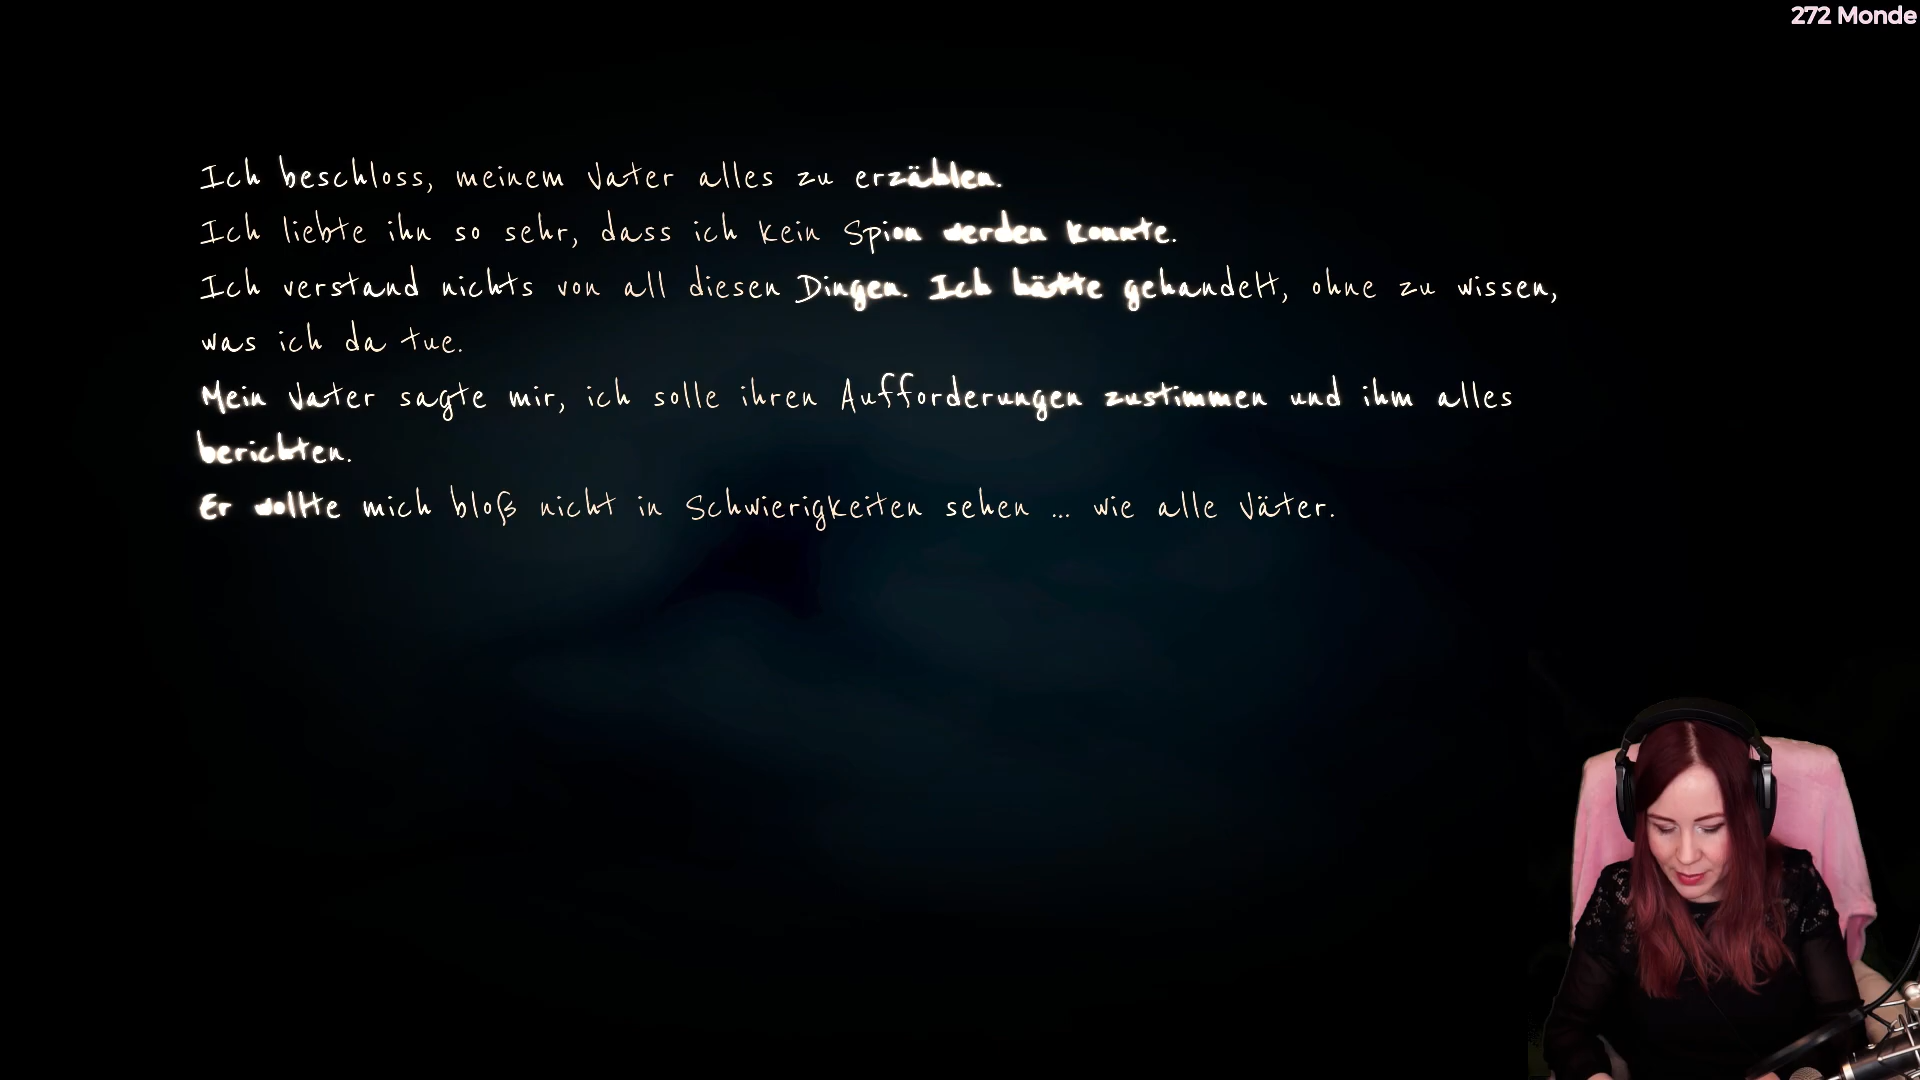 272 Monde
Ich beschloss, meinem Vater alles zu erzählen.
Ich liebte ihn so sehr, dass ich kein Spion werden konnte.
Ich verstand nichts von all diesen Dingen. Ich hätte gehandelt, ohne zu wissen,
was ich da tue.
Mein Vater sagte mir, ich solle ihren Aufforderungen zustimmen und ihm alles
berichten.
Er wollte mich bloß nicht in Schwierigkeiten sehen ... wie alle Väter.